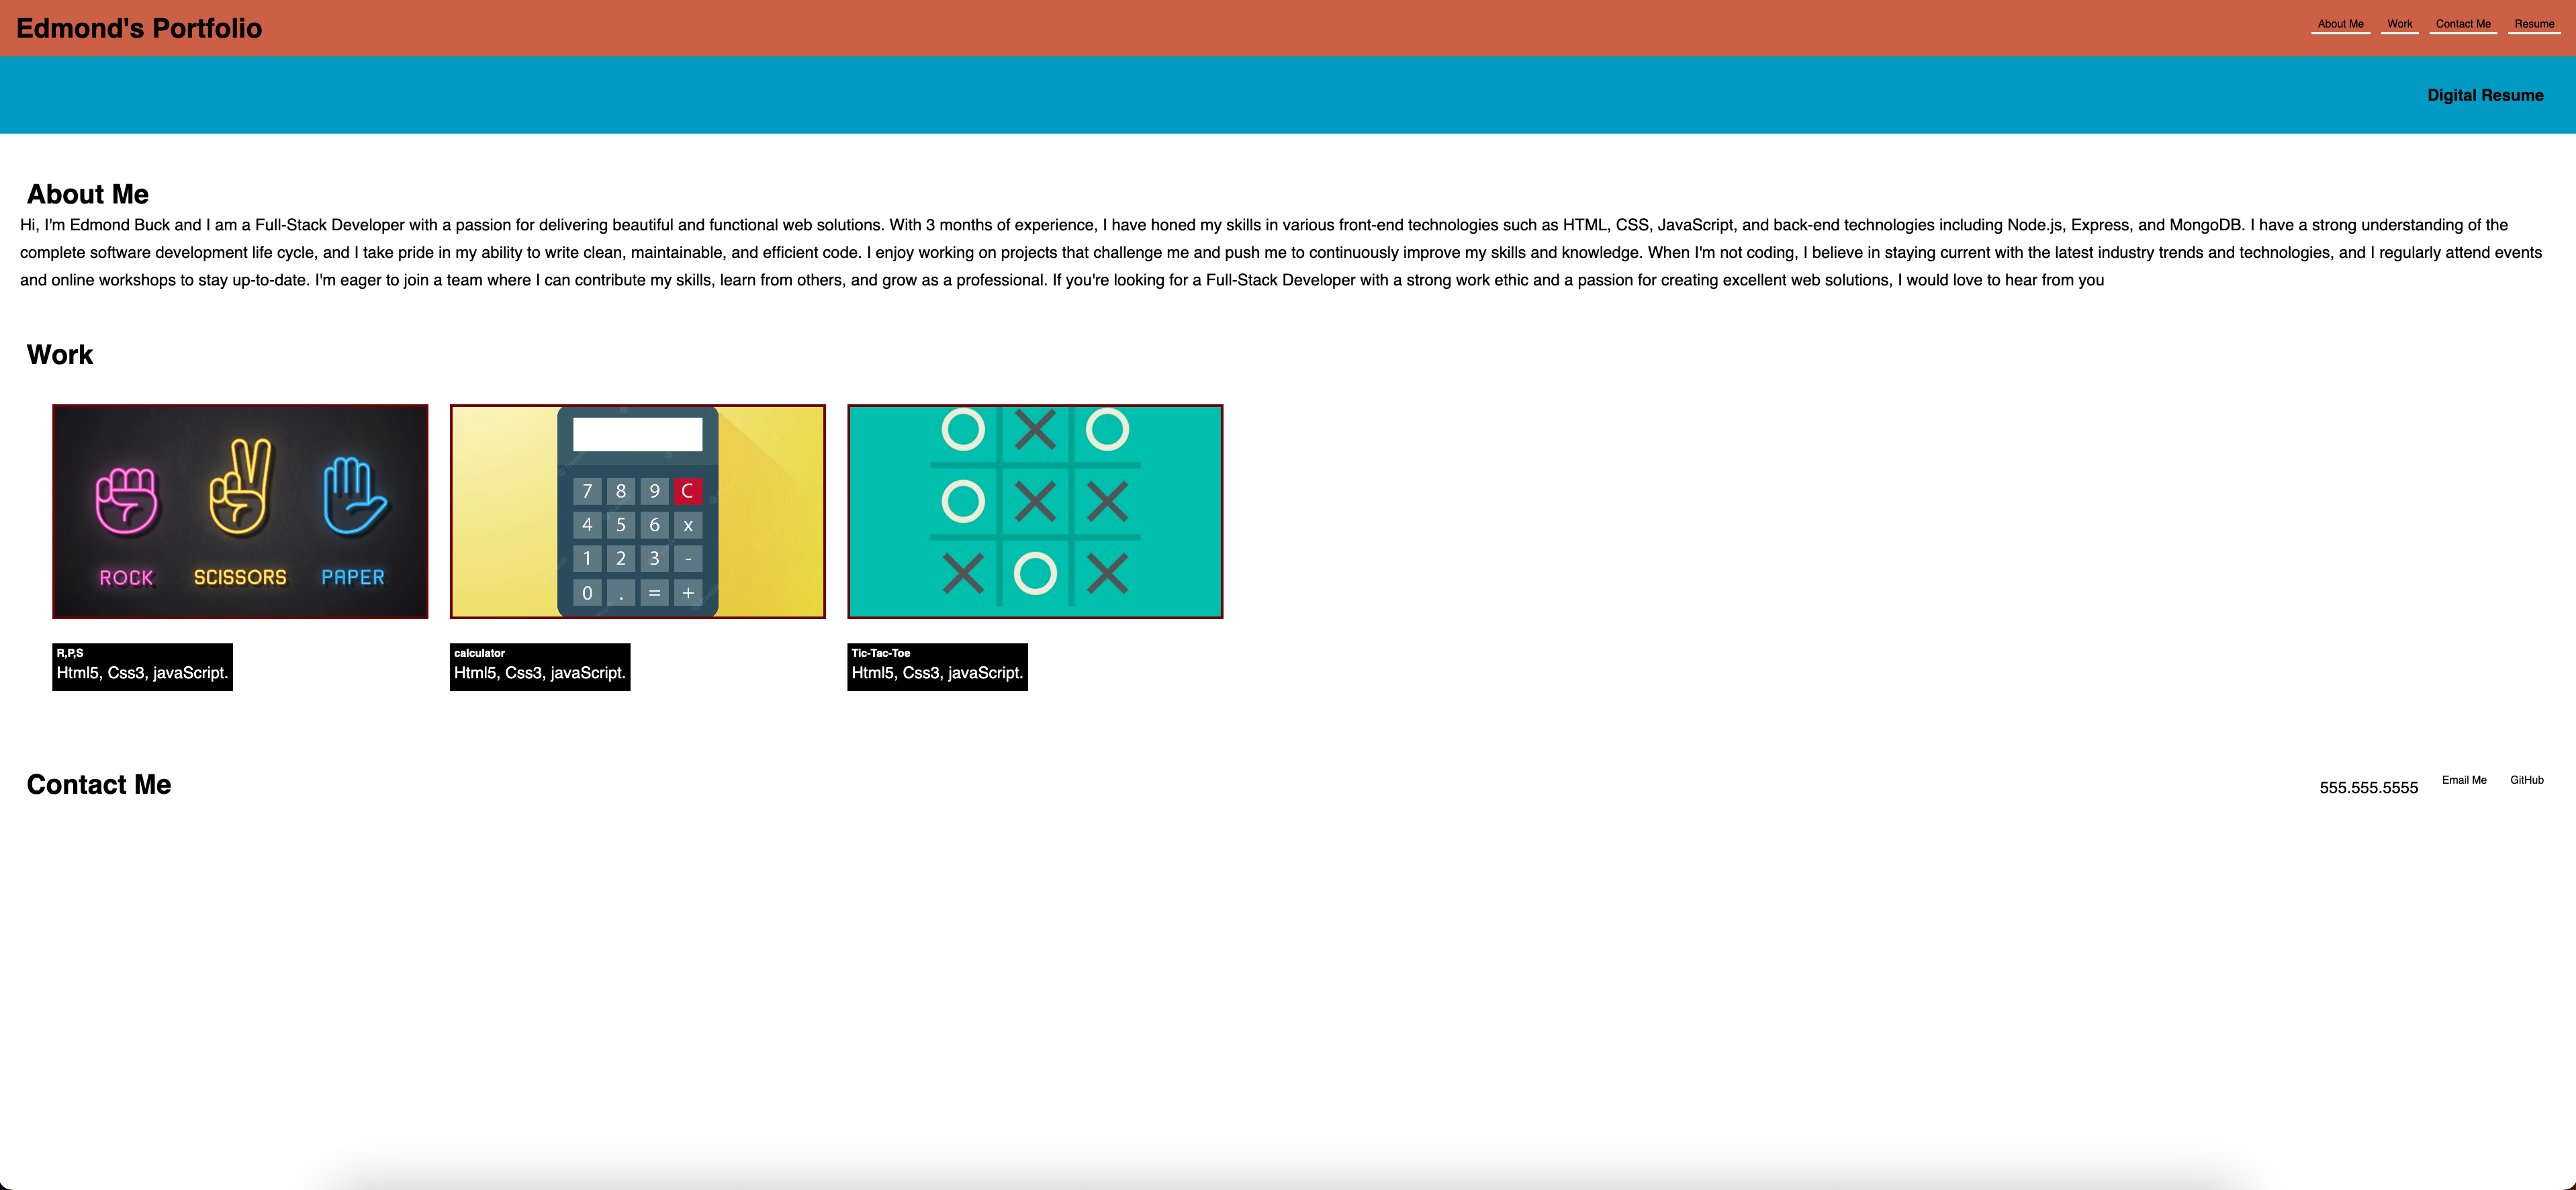 Edmond's Portfolio
About Me Work Contact Me Resume
Digital Resume
About Me
Hi, I'm Edmond Buck and I am a Full-Stack Developer with a passion for delivering beautiful and functional web solutions. With 3 months of experience, I have honed my skills in various front-end technologies such as HTML, CSS, JavaScript, and back-end technologies including Node.js, Express, and MongoDB. I have a strong understanding of the
complete software development life cycle, and I take pride in my ability to write clean, maintainable, and efficient code. I enjoy working on projects that challenge me and push me to continuously improve my skills and knowledge. When I'm not coding, I believe in staying current with the latest industry trends and technologies, and I regularly attend events
and online workshops to stay up-to-date. I'm eager to join a team where I can contribute my skills, learn from others, and grow as a professional. If you're looking for a Full-Stack Developer with a strong work ethic and a passion for creating excellent web solutions, I would love to hear from you
Work
ROCK SCISSORS PAPER
7 8 9 C
4 5 6 x
1 2 3 -
0 . = +
R,P,S
Html5, Css3, javaScript.
calculator
Html5, Css3, javaScript.
Tic-Tac-Toe
Html5, Css3, javaScript.
Contact Me
555.555.5555 Email Me GitHub